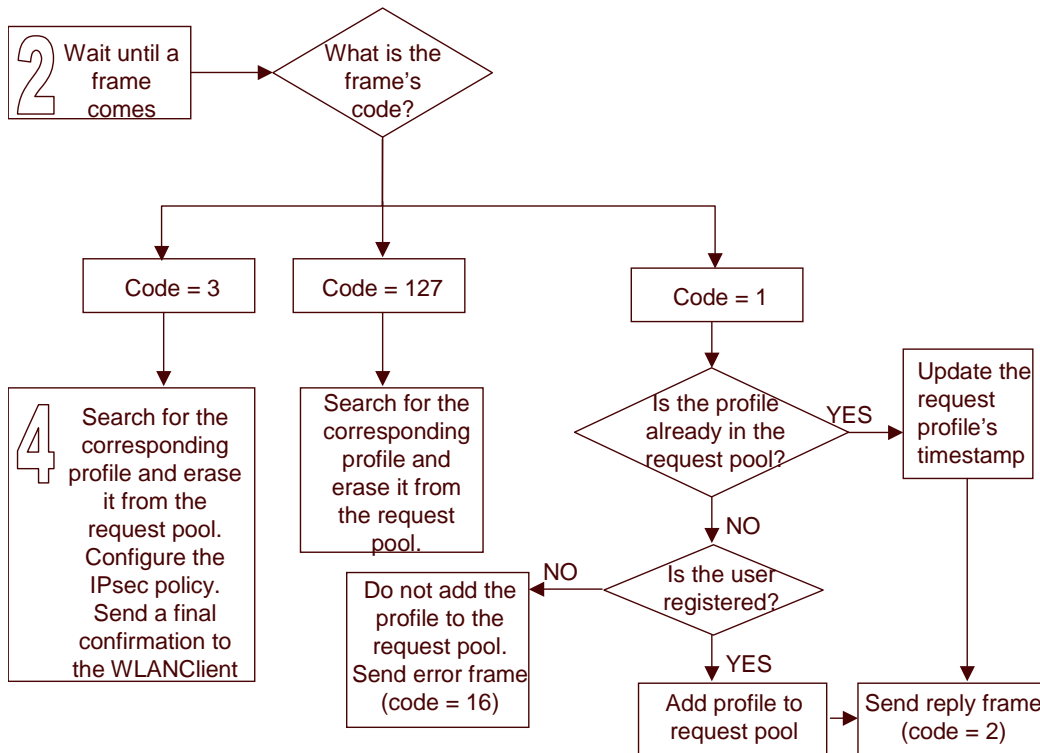 2
Wait until a
frame
comes
What is the
frame's
code?
Code = 3
Code = 127
Code = 1
4
Search for the
corresponding
profile and erase
it from the
request pool.
Configure the
IPsec policy.
Send a final
confirmation to
the WLANClient
Search for the
corresponding
profile and
erase it from
the request
pool.
Is the profile
already in the
request pool?
YES
Update the
request
profile's
timestamp
NO
Is the user
registered?
NO
Do not add the
profile to the
request pool.
Send error frame
(code = 16)
YES
Add profile to
request pool
Send reply frame
(code = 2)